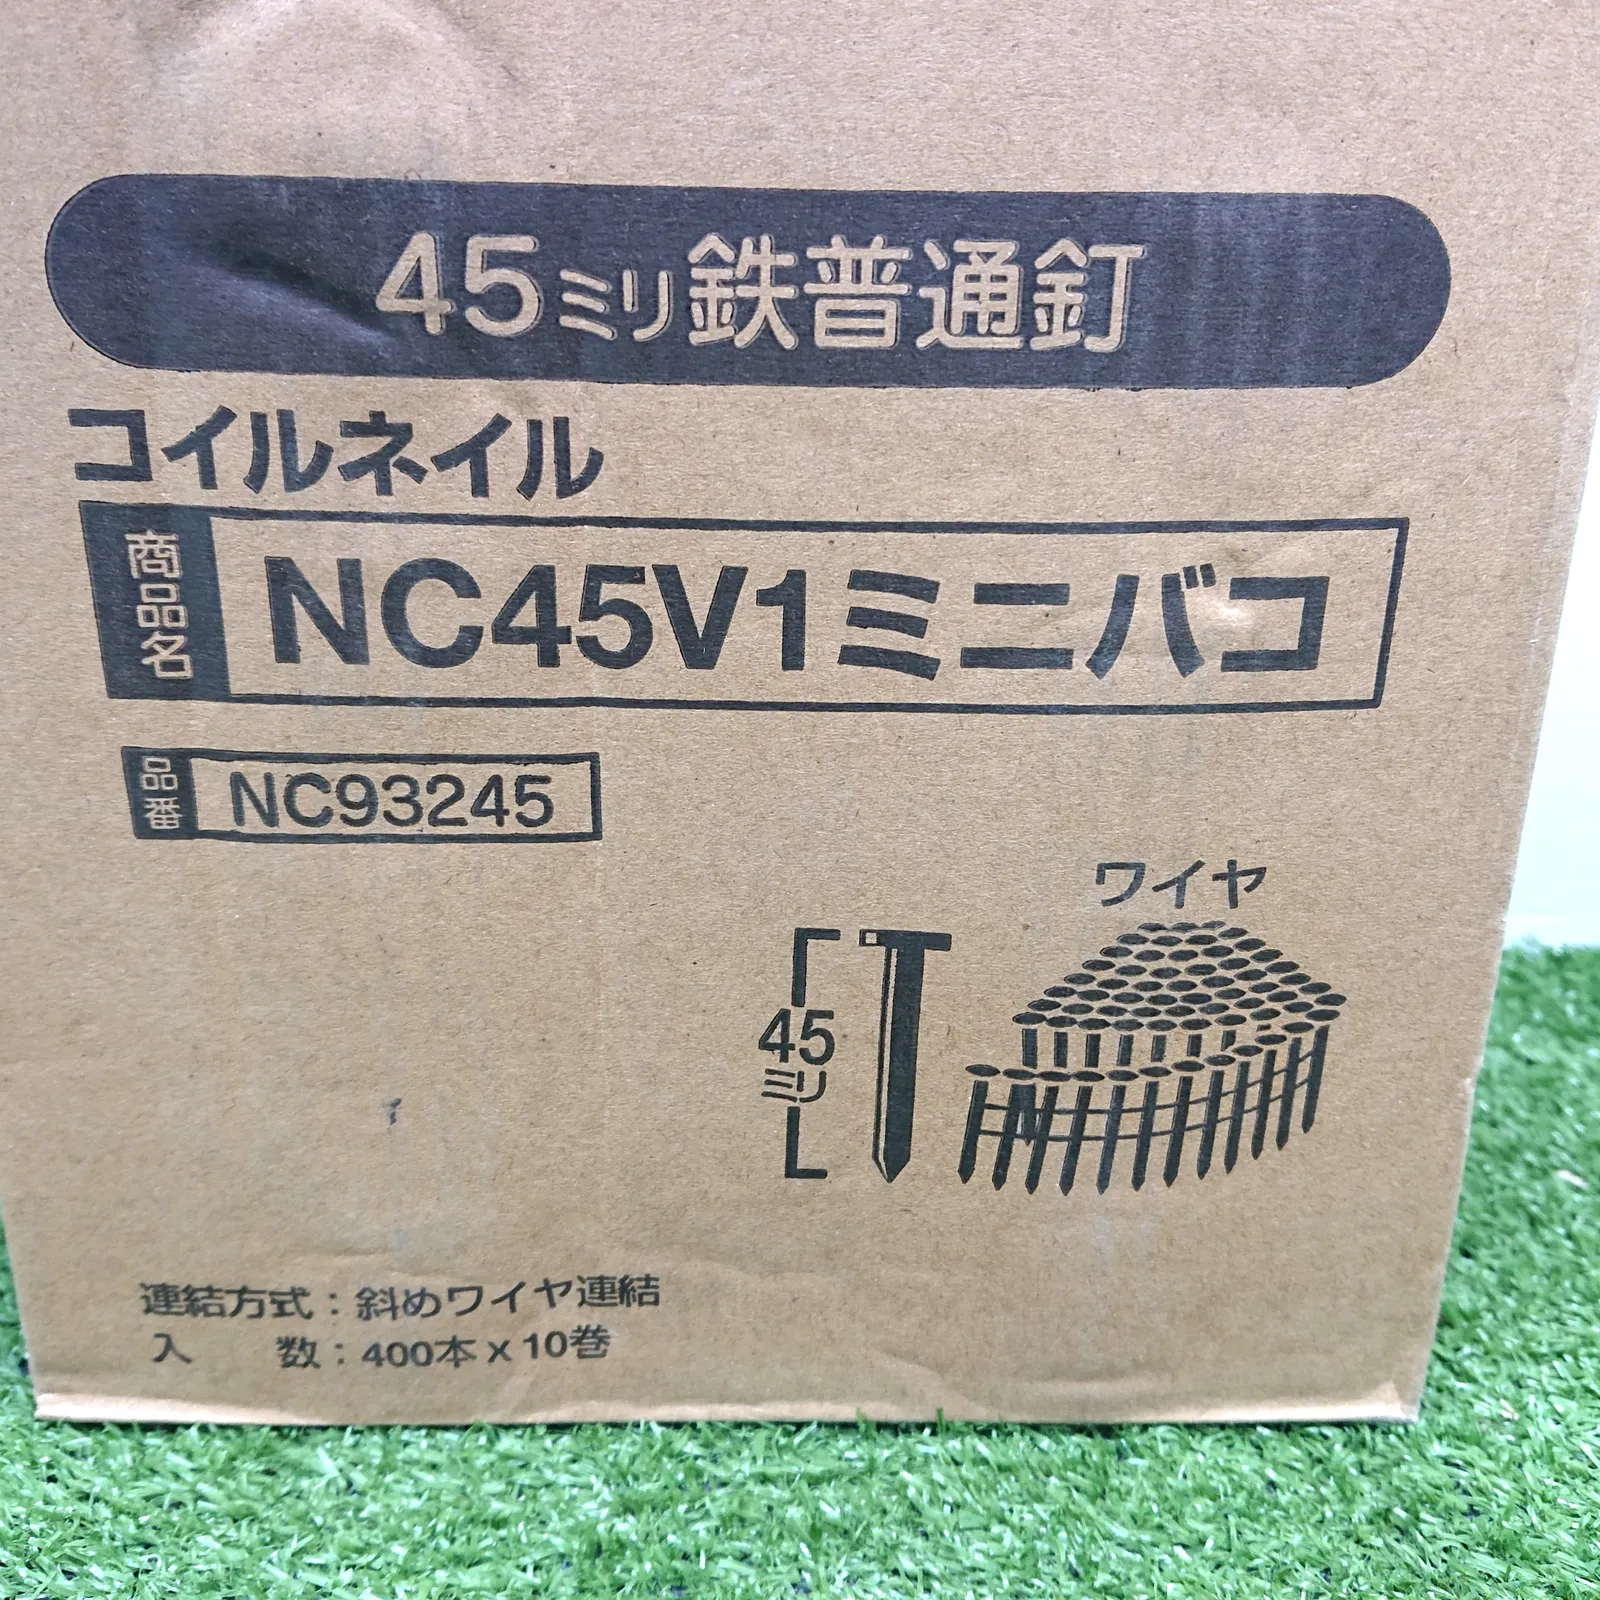 45ミリ鉄普通釘
コイルネイル
商品名 NC45V1ミニバコ
品番 NC93245
ワイヤ
45
ミリ
連結方式：斜めワイヤ連結
入 数：400本x10巻